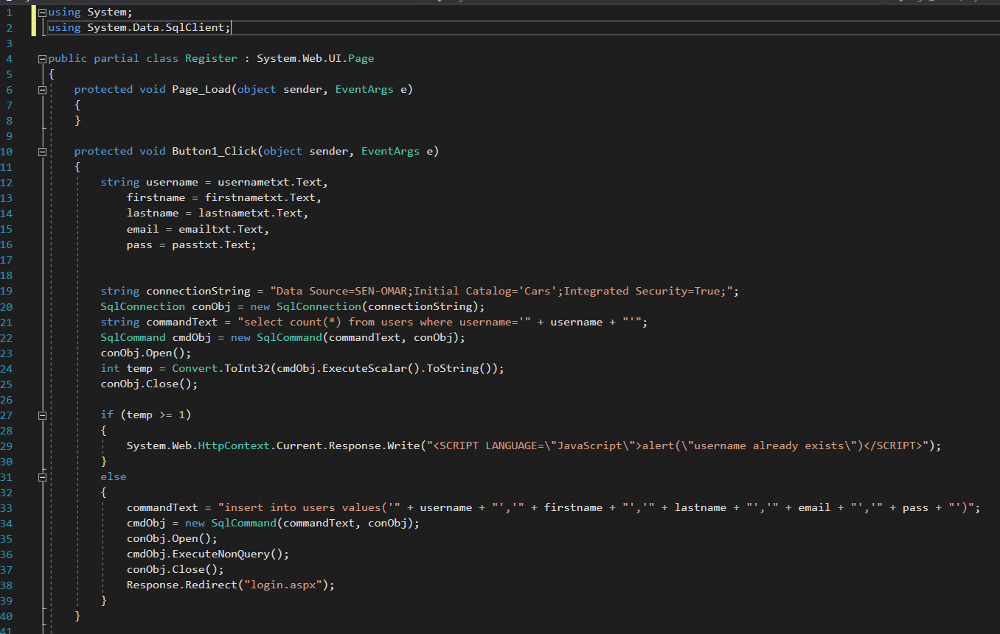 1 using System;
2 using System.Data.SqlClient;
3
4 public partial class Register : System.Web.UI.Page
5 {
6     protected void Page_Load(object sender, EventArgs e)
7     {
8     }
9
10     protected void Button1_Click(object sender, EventArgs e)
11     {
12         string username = usernametxt.Text,
13             firstname = firstnametxt.Text,
14             lastname = lastnametxt.Text,
15             email = emailtxt.Text,
16             pass = passtxt.Text;
17
18
19         string connectionString = "Data Source=SEN-OMAR;Initial Catalog='Cars';Integrated Security=True;";
20         SqlConnection conObj = new SqlConnection(connectionString);
21         string commandText = "select count(*) from users where username='" + username + "'";
22         SqlCommand cmdObj = new SqlCommand(commandText, conObj);
23         conObj.Open();
24         int temp = Convert.ToInt32(cmdObj.ExecuteScalar().ToString());
25         conObj.Close();
26
27         if (temp >= 1)
28         {
29             System.Web.HttpContext.Current.Response.Write("<SCRIPT LANGUAGE=\"JavaScript\">alert(\"username already exists\")</SCRIPT>");
30         }
31         else
32         {
33             commandText = "insert into users values('" + username + "','" + firstname + "','" + lastname + "','" + email + "','" + pass + "')";
34             cmdObj = new SqlCommand(commandText, conObj);
35             conObj.Open();
36             cmdObj.ExecuteNonQuery();
37             conObj.Close();
38             Response.Redirect("login.aspx");
39         }
40     }
41